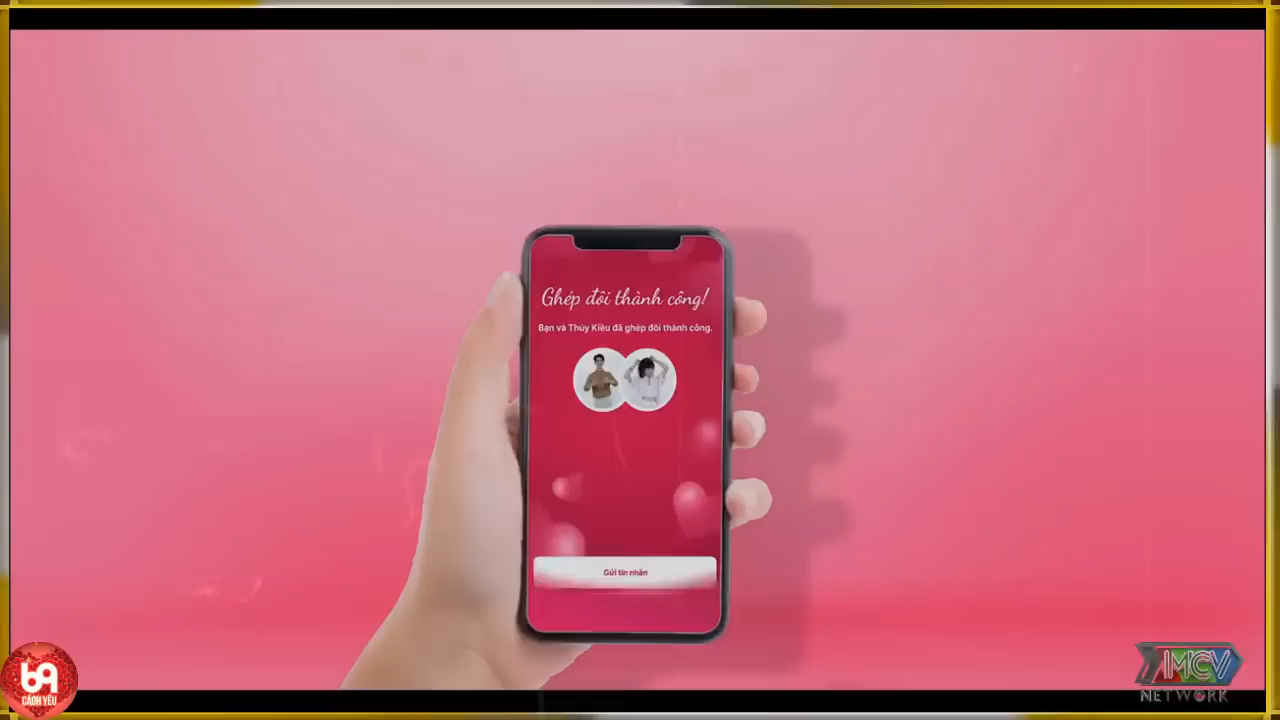 Ghép đôi thành công!
Bạn và Thúy Kiều đã ghép đôi thành công.
Gửi tin nhắn
69
CÁCH YÊU
MCV
NETWORK